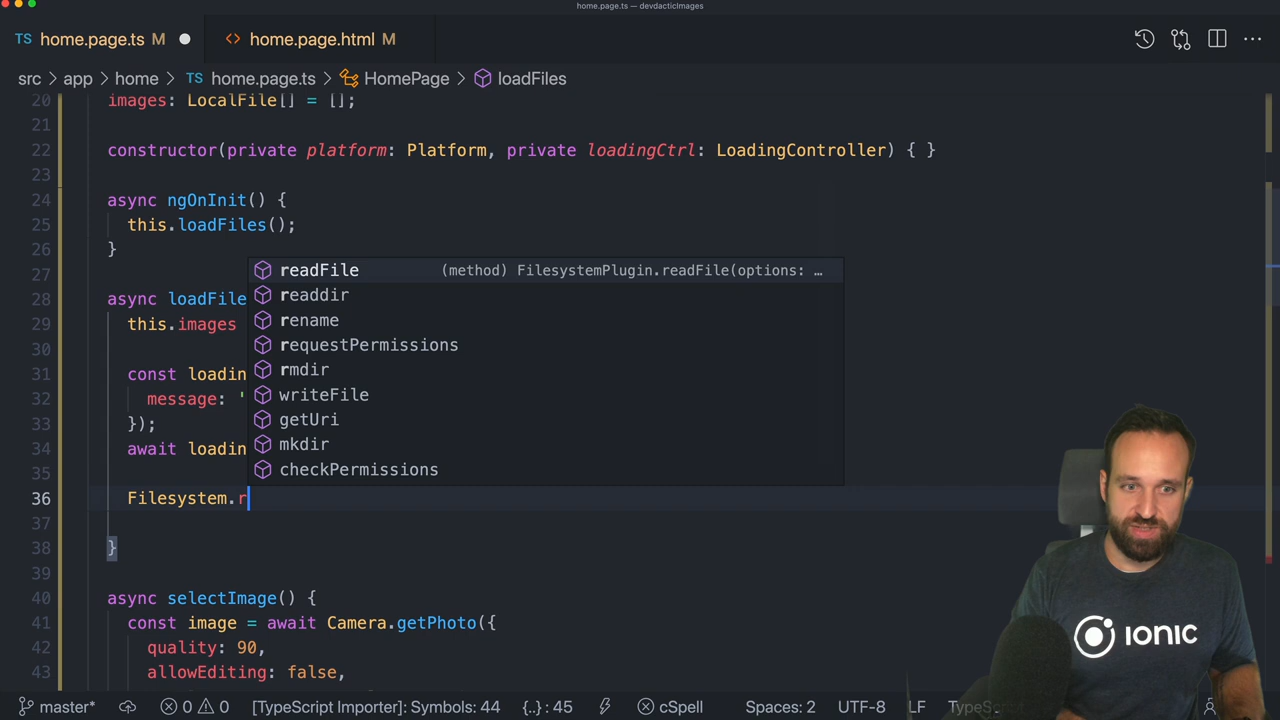 home.page.ts — devdacticImages
TS home.page.ts M
<> home.page.html M
src > app > home > TS home.page.ts > HomePage > loadFiles
20 images: LocalFile[] = [];
21
22 constructor(private platform: Platform, private loadingCtrl: LoadingController) { }
23
24 async ngOnInit() {
25 this.loadFiles();
26 }
27
readFile (method) FilesystemPlugin.readFile(options: …
readdir
rename
requestPermissions
rmdir
writeFile
getUri
mkdir
checkPermissions
28 async loadFile
29 this.images
30
31 const loadin
32 message: '
33 });
34 await loadin
35
36 Filesystem.r
37
38 }
39
40 async selectImage() {
41 const image = await Camera.getPhoto({
42 quality: 90,
43 allowEditing: false,
IONIC
master* 0 0 [TypeScript Importer]: Symbols: 44 {..} : 45 cSpell Spaces: 2 UTF-8 LF